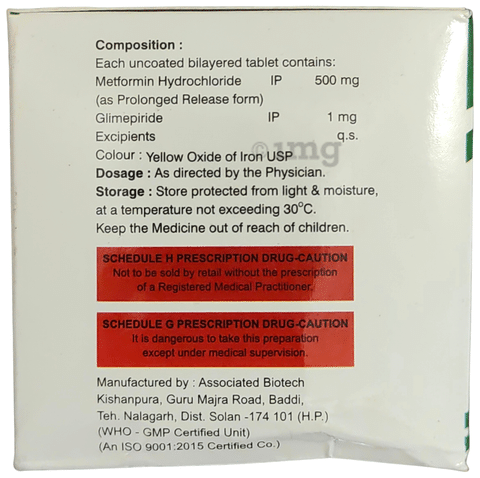 Composition :
Each uncoated bilayered tablet contains:
Metformin Hydrochloride IP 500 mg
(as Prolonged Release form)
Glimepiride IP 1 mg
Excipients q.s.
1mg
Colour : Yellow Oxide of Iron USP
Dosage : As directed by the Physician.
Storage : Store protected from light & moisture,
at a temperature not exceeding 30°C.
Keep the Medicine out of reach of children.
SCHEDULE H PRESCRIPTION DRUG-CAUTION
Not to be sold by retail without the prescription
of a Registered Medical Practitioner.
SCHEDULE G PRESCRIPTION DRUG-CAUTION
It is dangerous to take this preparation
except under medical supervision.
Manufactured by : Associated Biotech
Kishanpura, Guru Majra Road, Baddi,
Teh. Nalagarh, Dist. Solan -174 101 (H.P.)
(WHO - GMP Certified Unit)
(An ISO 9001:2015 Certified Co.)